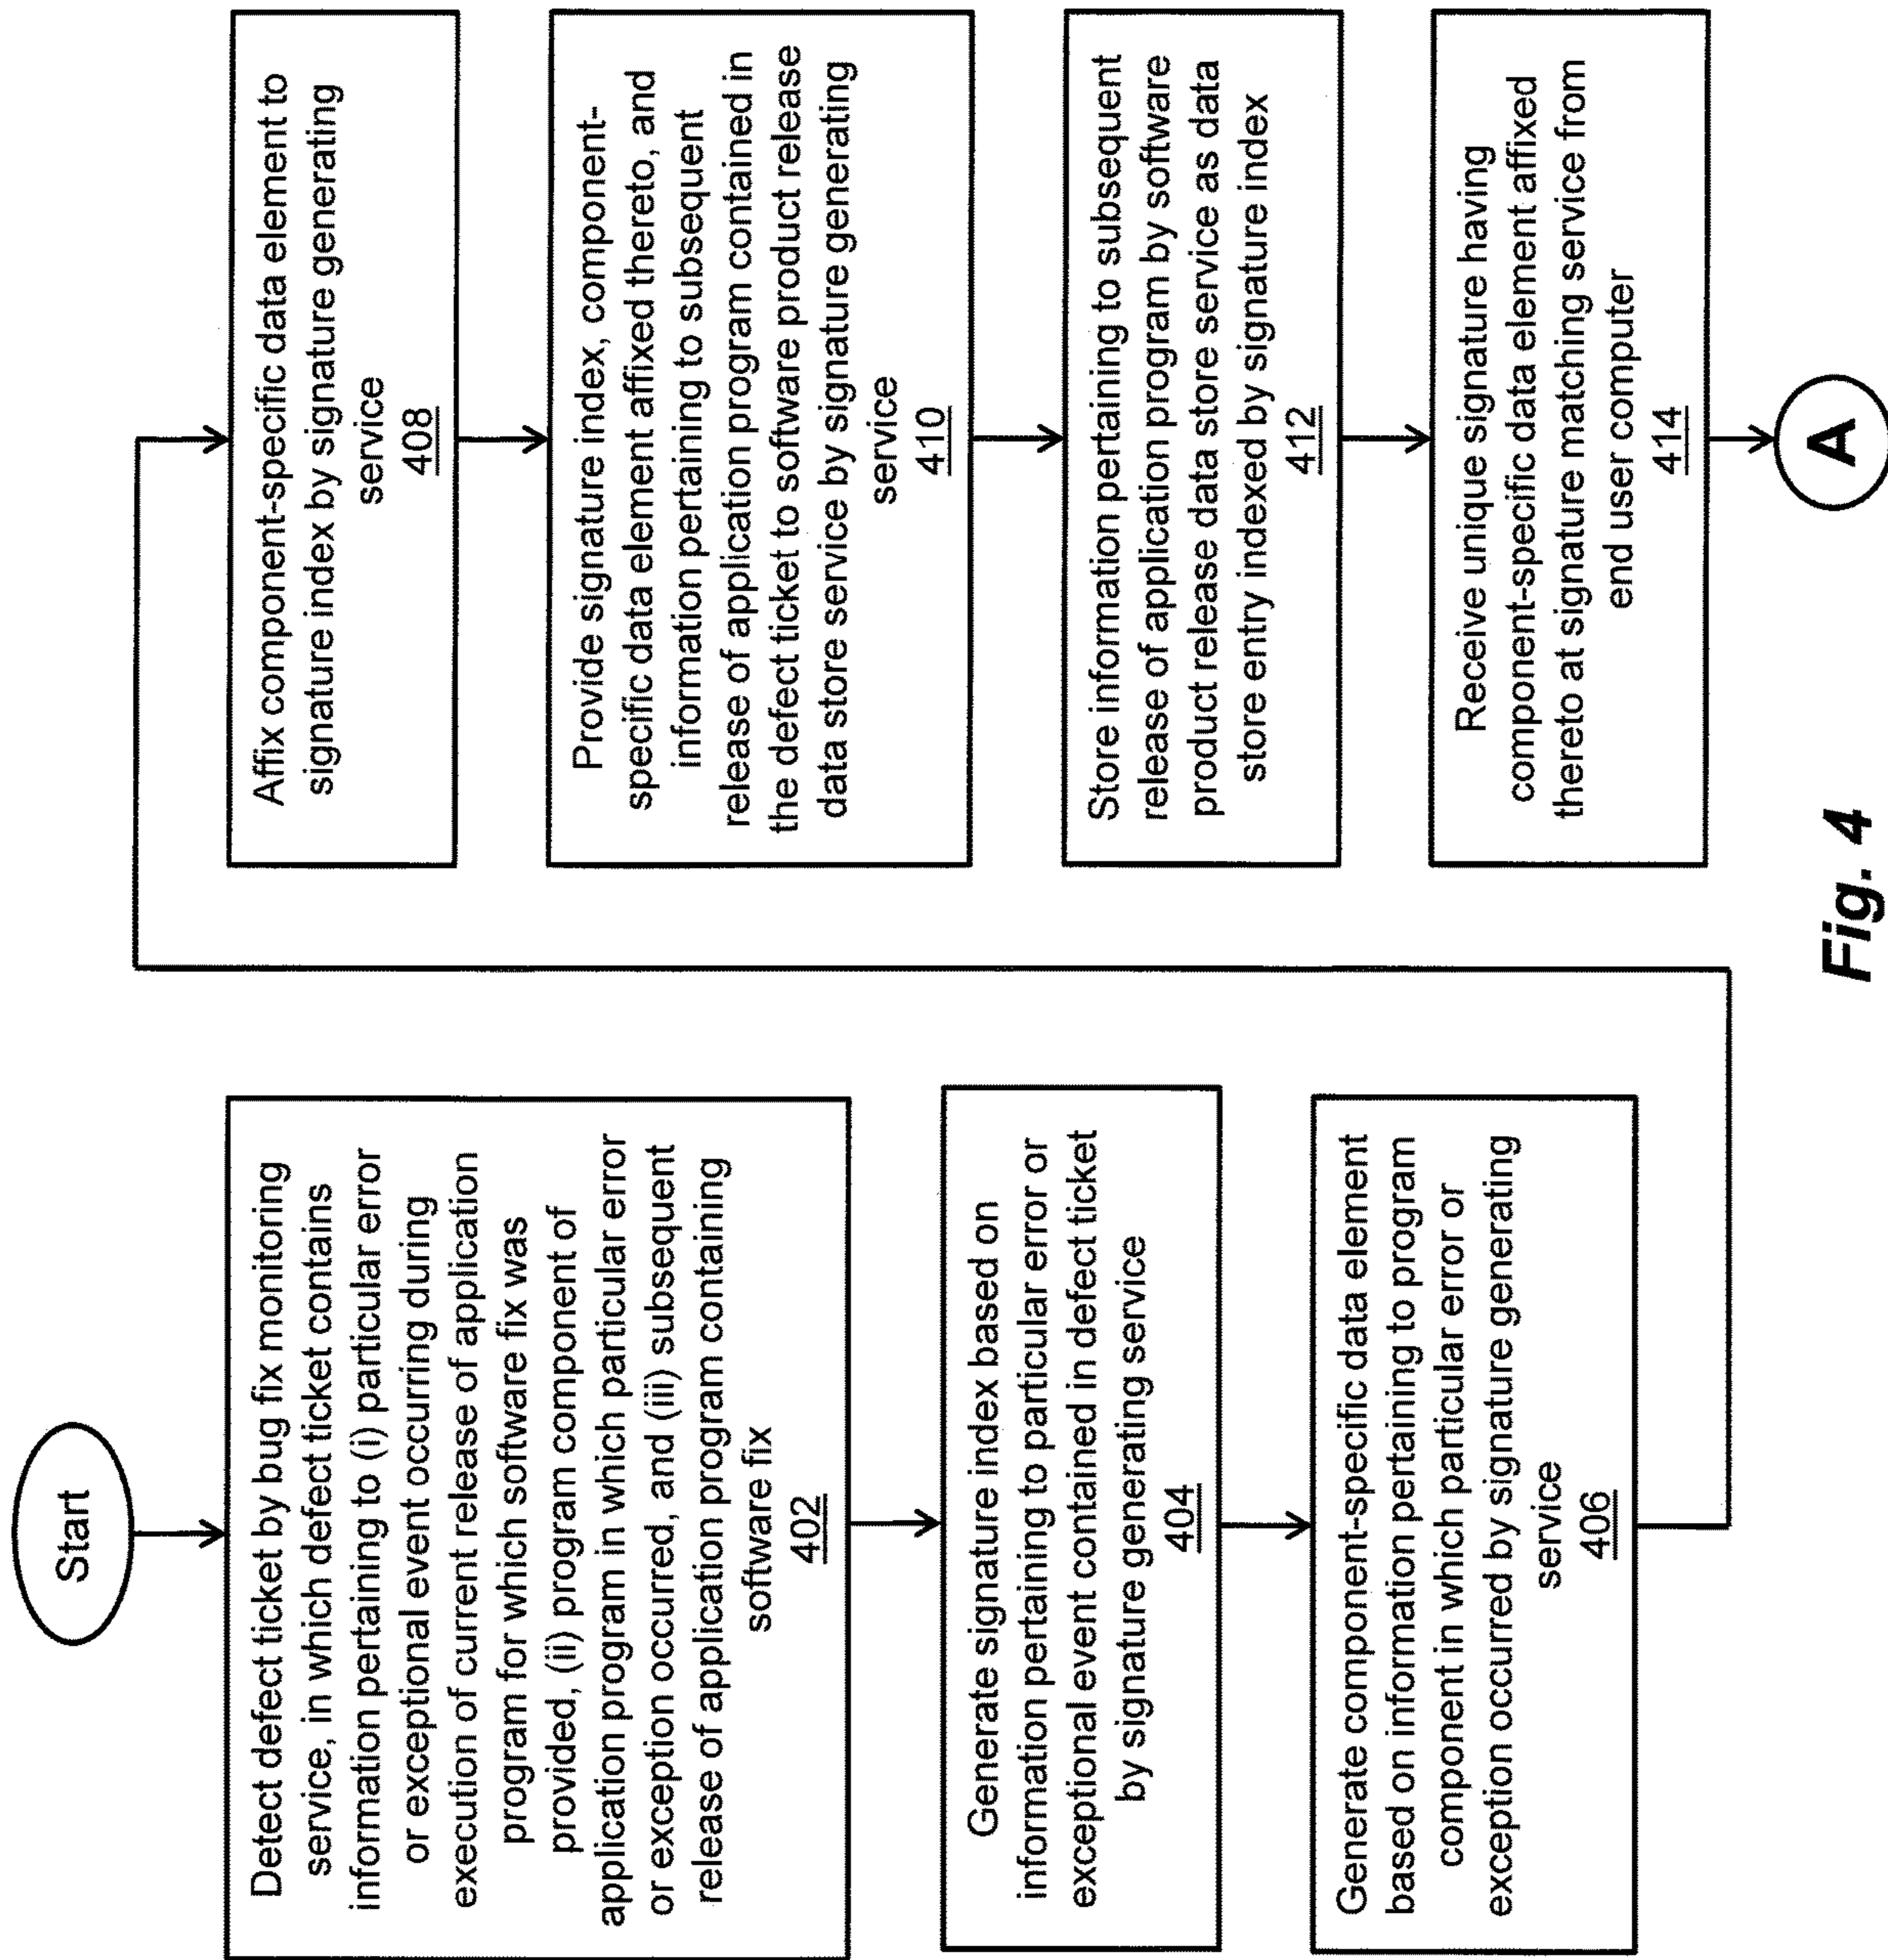 Start
Detect defect ticket by bug fix monitoring
service, in which defect ticket contains
information pertaining to (i) particular error
or exceptional event occurring during
execution of current release of application
program for which software fix was
provided, (ii) program component of
application program in which particular error
or exception occurred, and (iii) subsequent
release of application program containing
software fix
402
Generate signature index based on
information pertaining to particular error or
exceptional event contained in defect ticket
by signature generating service
404
Generate component-specific data element
based on information pertaining to program
component in which particular error or
exception occurred by signature generating
service
406
Affix component-specific data element to
signature index by signature generating
service
408
Provide signature index, component-
specific data element affixed thereto, and
information pertaining to subsequent
release of application program contained in
the defect ticket to software product release
data store service by signature generating
service
410
Store information pertaining to subsequent
release of application program by software
product release data store service as data
store entry indexed by signature index
412
Receive unique signature having
component-specific data element affixed
thereto at signature matching service from
end user computer
414
A
Fig. 4